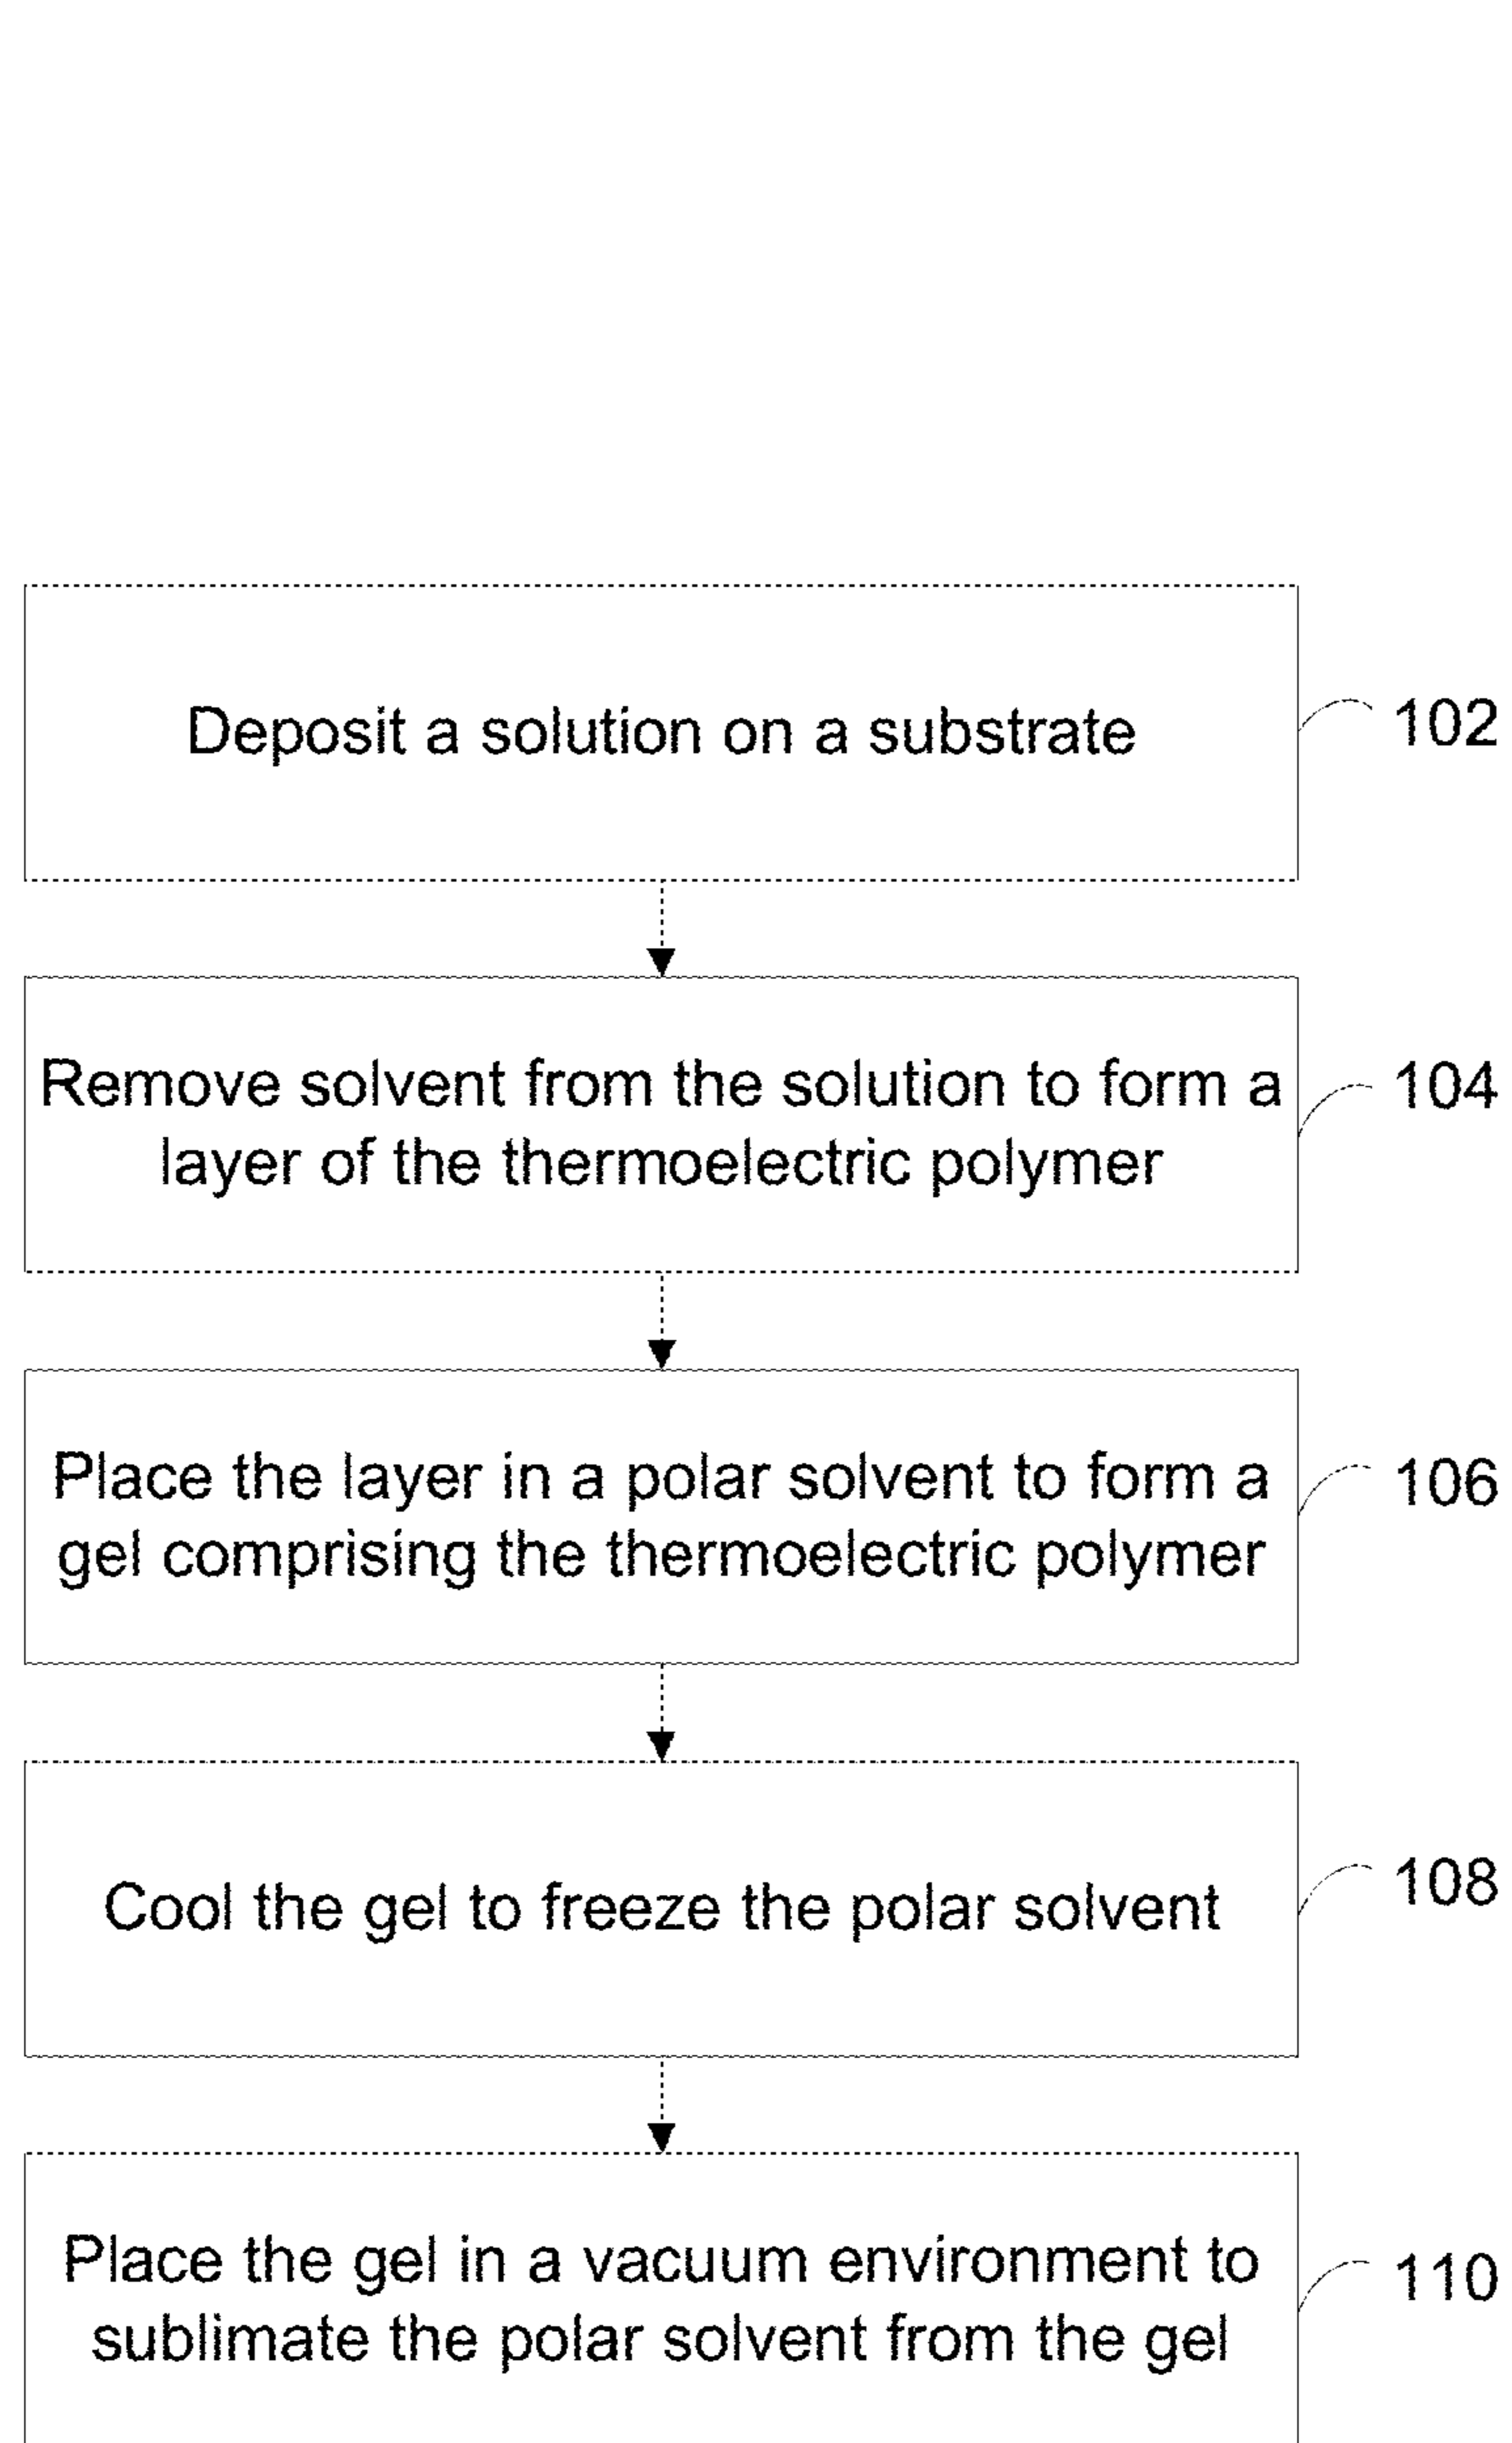 Deposit a solution on a substrate
102
Remove solvent from the solution to form a
layer of the thermoelectric polymer
104
Place the layer in a polar solvent to form a
gel comprising the thermoelectric polymer
106
Cool the gel to freeze the polar solvent
108
Place the gel in a vacuum environment to
sublimate the polar solvent from the gel
110